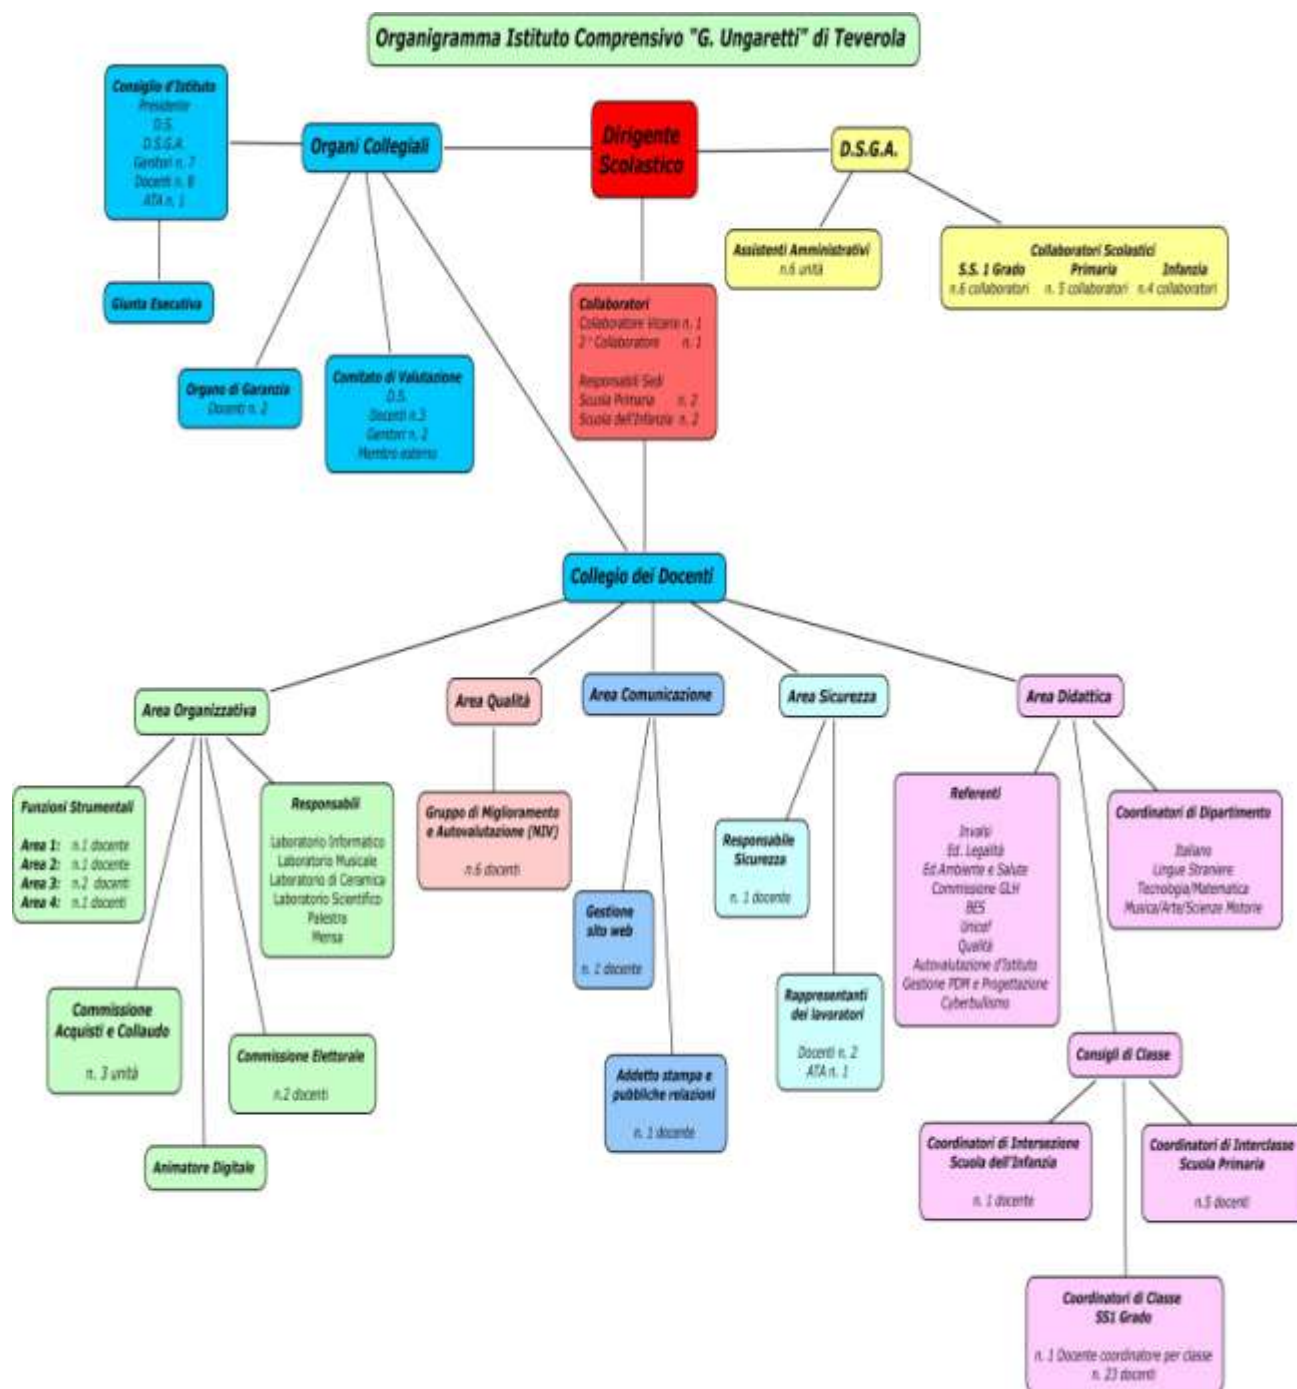 Organigramma Istituto Comprensivo "G. Ungaretti" di Teverola
Consiglio d'Istituto
Presidente
D.S.
D.S.G.A.
Genitori n. 7
Docenti n. 8
ATA n. 1
Organi Collegiali
Dirigente
Scolastico
D.S.G.A.
Assistenti Amministrativi
n.6 unità
Collaboratori Scolastici
S.S. 1 Grado Primaria Infanzia
n.6 collaboratori n. 5 collaboratori n.4 collaboratori
Giunta Esecutiva
Collaboratori
Colaboratore Vicario n. 1
2° Collaboratore n. 1
Responsabili Sedi
Scuola Primaria n. 2
Scuola dell'Infanzia n. 2
Organo di Garanzia
Docenti n. 2
Comitato di Valutazione
D.S.
Docenti n.3
Genitori n. 2
Membro esterno
Collegio dei Docenti
Area Organizzativa
Area Qualità
Area Comunicazione
Area Sicurezza
Area Didattica
Funzioni Strumentali
Area 1: n.1 docente
Area 2: n.1 docente
Area 3: n.2 docenti
Area 4: n.1 docenti
Responsabili
Laboratorio Informatico
Laboratorio Musicale
Laboratorio di Ceramica
Laboratorio Scientifico
Palestra
Mensa
Gruppo di Miglioramento
e Autovalutazione (NIV)
n.6 docenti
Gestione
sito web
n. 1 docente
Responsabile
Sicurezza
n. 1 docente
Referenti
Invalsi
Ed. Legalità
Ed Ambiente e Salute
Commissione GLH
BES
Unicef
Qualità
Autovalutazione d'Istituto
Gestione PDM e Progettazione
Cyberbullismo
Coordinatori di Dipartimento
Italiano
Lingue Straniere
Tecnologia/Matematica
Musica/Arte/Scienze Motorie
Commissione
Acquisti e Collaudo
n. 3 unità
Commissione Elettorale
n.2 docenti
Animatore Digitale
Addetto stampa e
pubbliche relazioni
n. 1 docente
Rappresentanti
dei lavoratori
Docenti n. 2
ATA n. 1
Consigli di Classe
Coordinatori di Intersezione
Scuola dell'Infanzia
n. 1 docente
Coordinatori di Interclasse
Scuola Primaria
n.5 docenti
Coordinatori di Classe
SS1 Grado
n. 1 Docente coordinatore per classe
n. 23 docenti